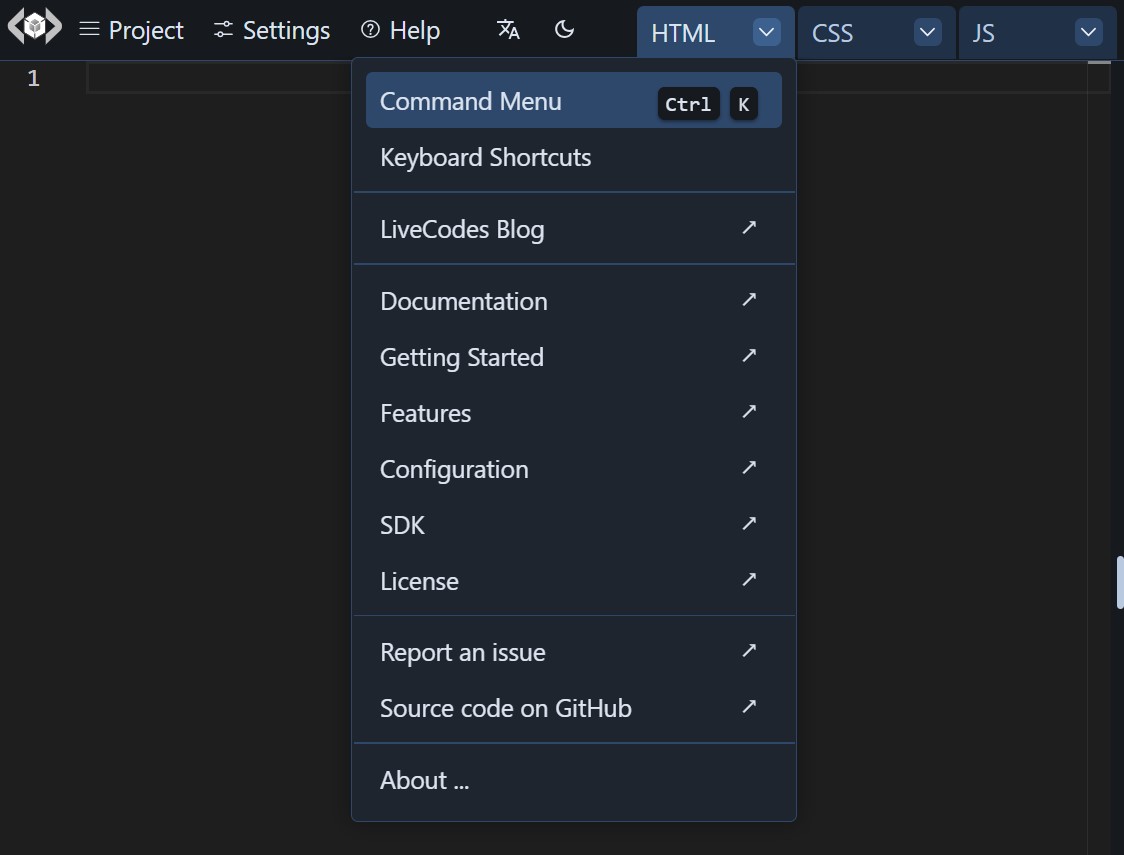 Project Settings Help HTML CSS JS
1
Command Menu Ctrl K
Keyboard Shortcuts
LiveCodes Blog ↗
Documentation ↗
Getting Started ↗
Features ↗
Configuration ↗
SDK ↗
License ↗
Report an issue ↗
Source code on GitHub ↗
About ...